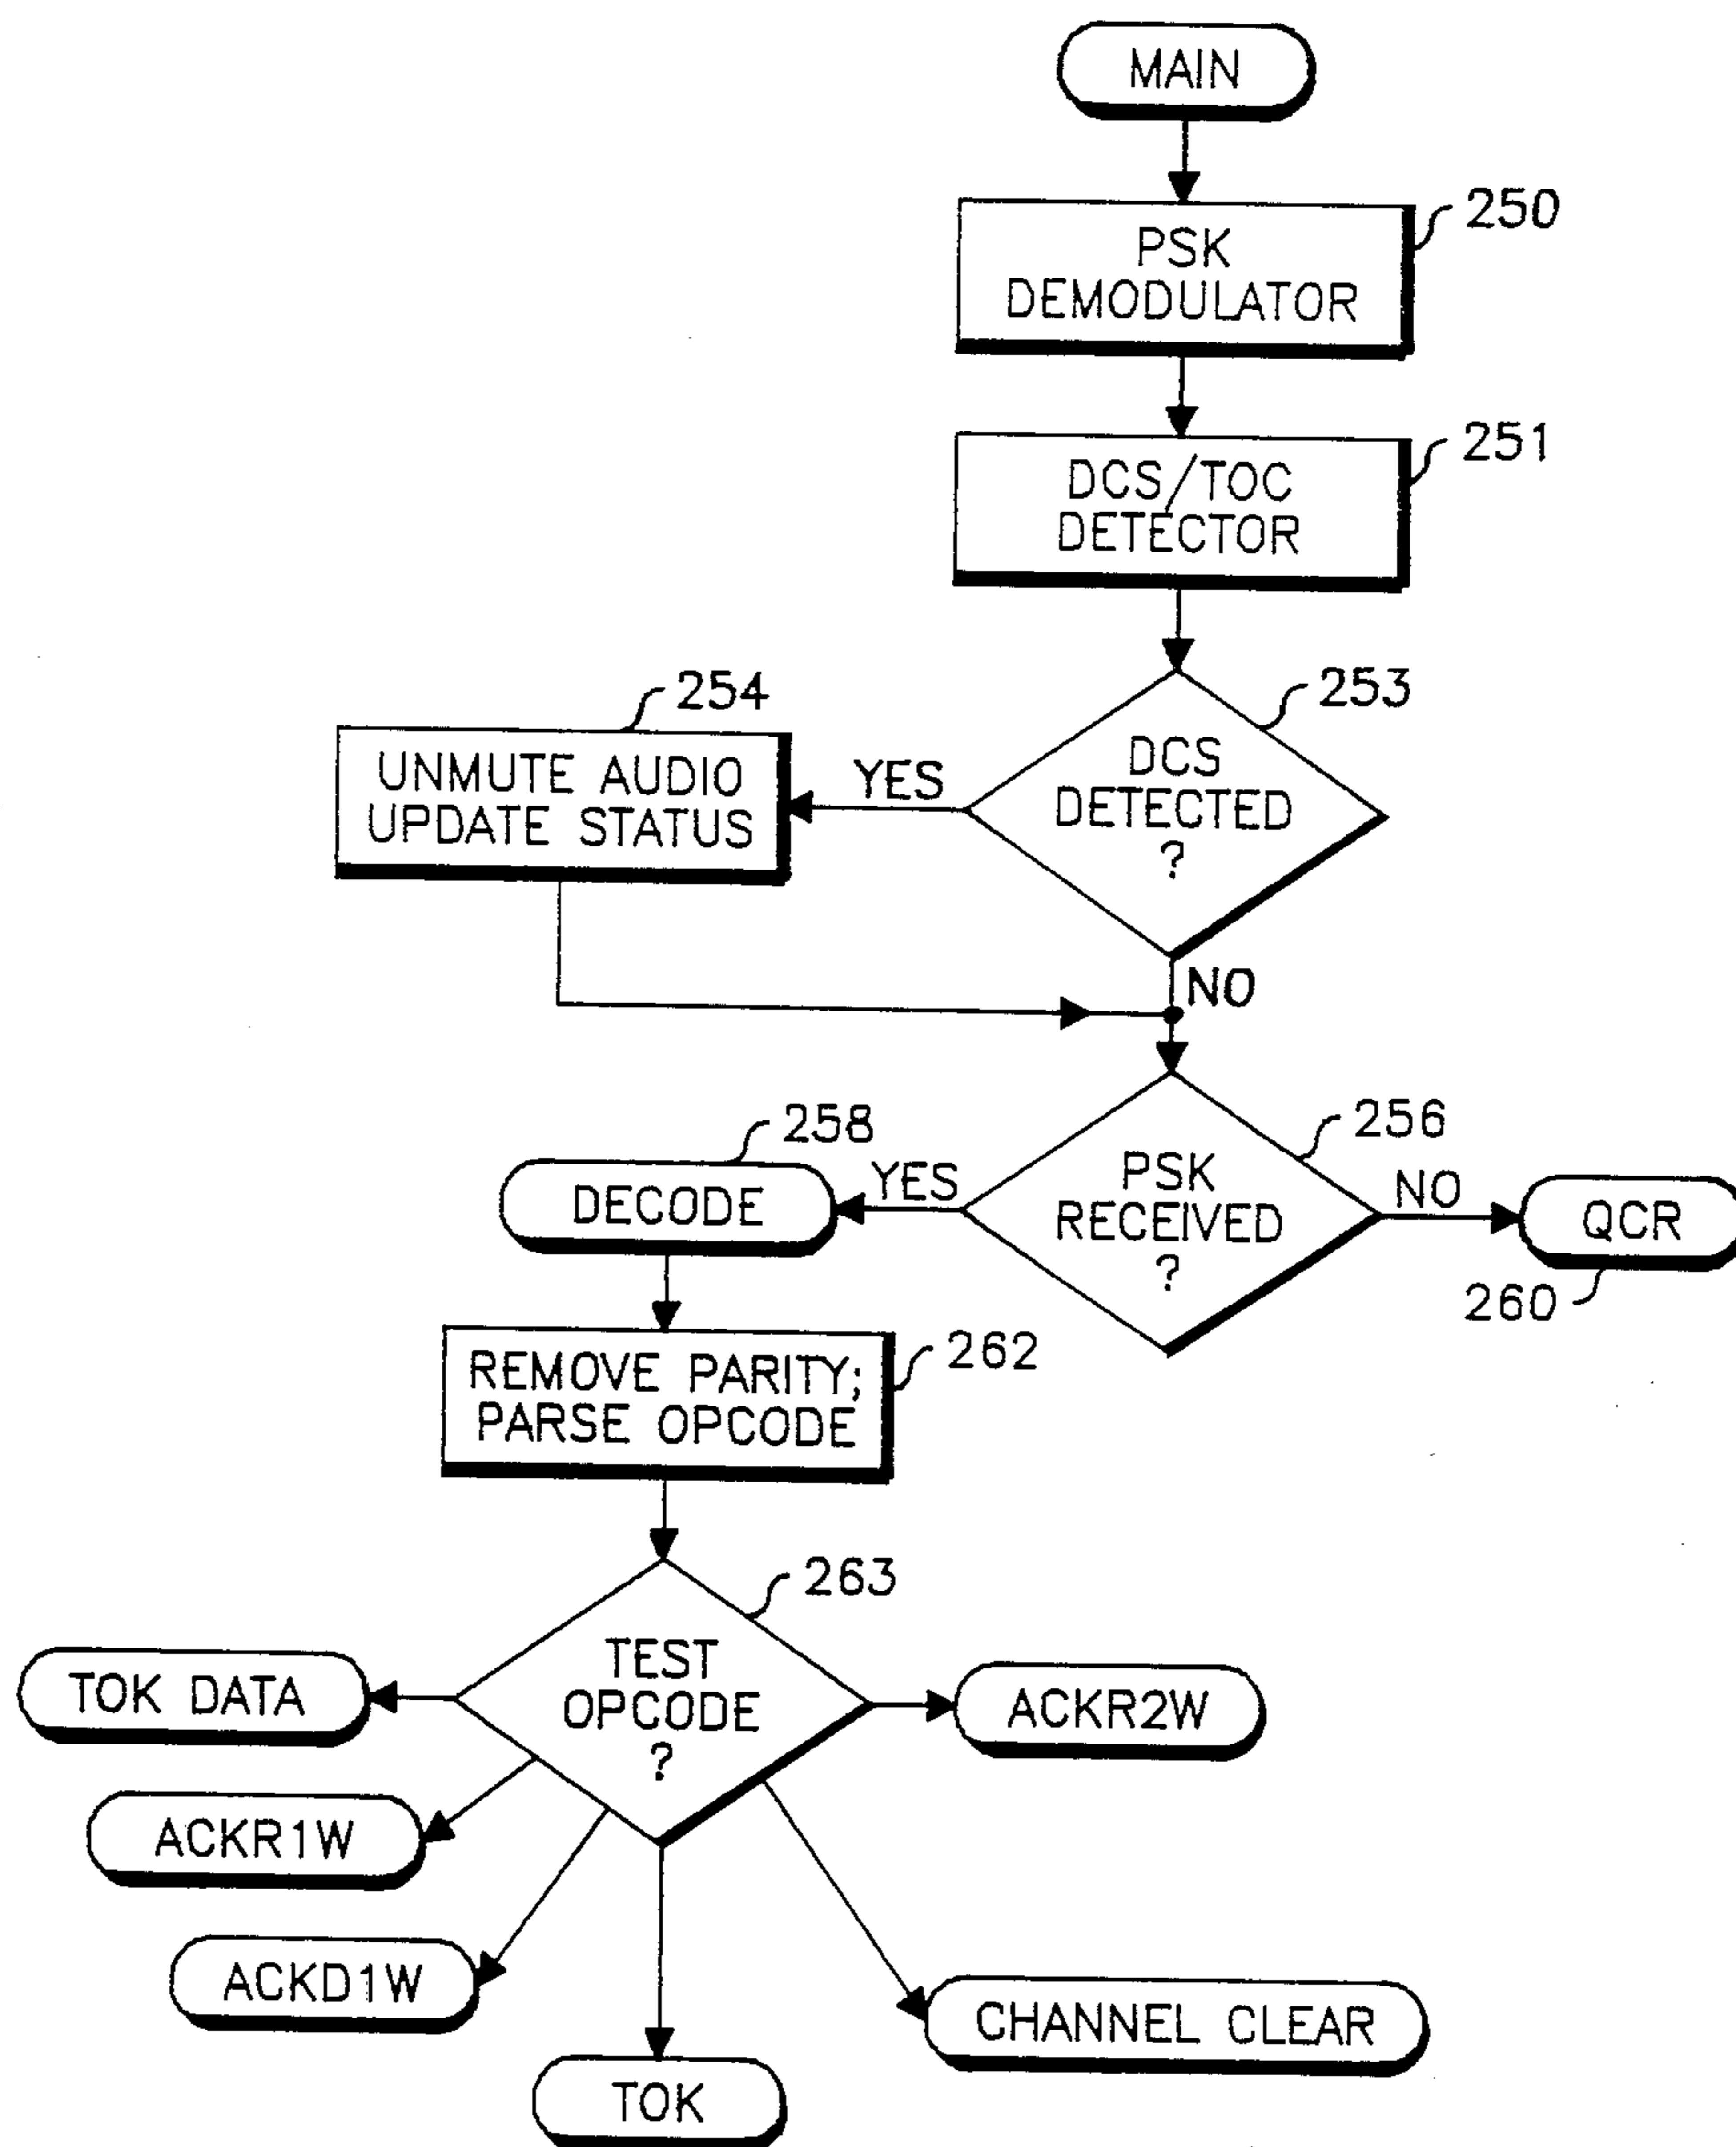 MAIN
250
PSK
DEMODULATOR
251
DCS/TOC
DETECTOR
253
254
DCS
DETECTED
?
YES
UNMUTE AUDIO
UPDATE STATUS
NO
256
258
PSK
RECEIVED
?
YES
DECODE
NO
QCR
260
262
REMOVE PARITY;
PARSE OPCODE
263
TEST
OPCODE
?
TOK DATA
ACKR2W
ACKR1W
ACKD1W
CHANNEL CLEAR
TOK